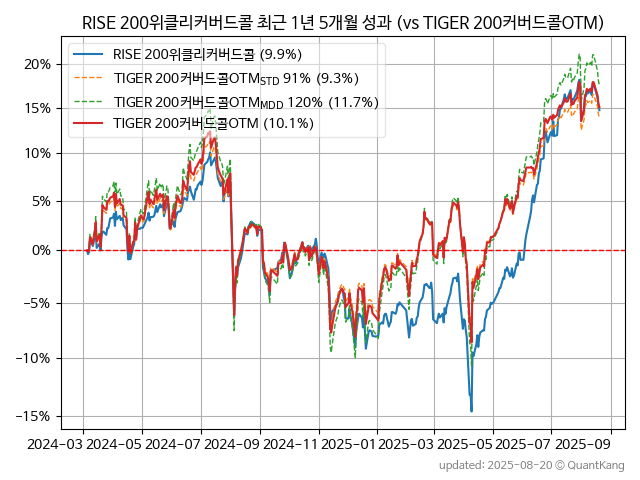 RISE 200위클리커버드콜 최근 1년 5개월 성과 (vs TIGER 200커버드콜OTM)
RISE 200위클리커버드콜 (9.9%)
TIGER 200커버드콜OTM_STD 91% (9.3%)
TIGER 200커버드콜OTM_MDD 120% (11.7%)
TIGER 200커버드콜OTM (10.1%)
20%
15%
10%
5%
0%
−5%
−10%
−15%
2024-03 2024-05 2024-07 2024-09 2024-11 2025-01 2025-03 2025-05 2025-07 2025-09
updated: 2025-08-20 © QuantKang